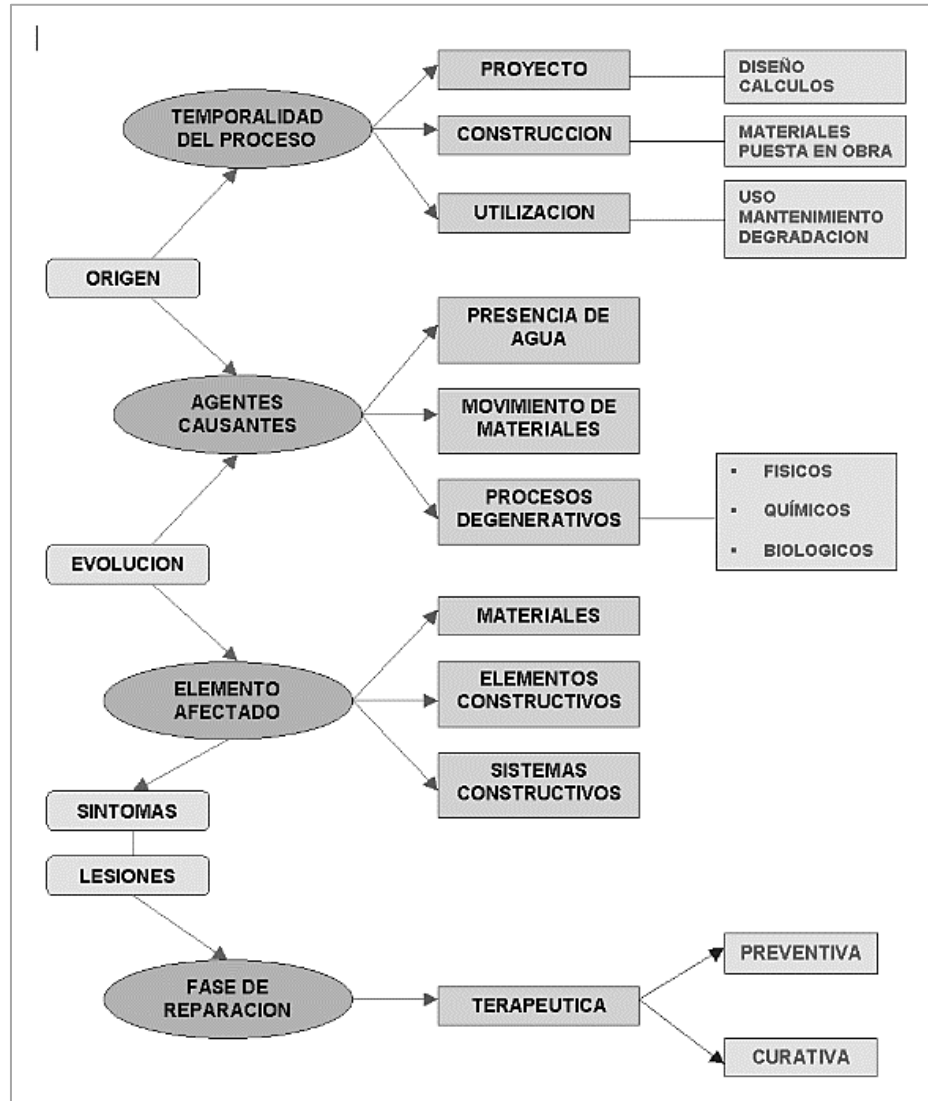 PROYECTO
DISEÑO
CALCULOS
TEMPORALIDAD
DEL PROCESO
CONSTRUCCION
MATERIALES
PUESTA EN OBRA
UTILIZACION
USO
MANTENIMIENTO
DEGRADACION
ORIGEN
PRESENCIA DE
AGUA
AGENTES
CAUSANTES
MOVIMIENTO DE
MATERIALES
PROCESOS
DEGENERATIVOS
▪ FISICOS
▪ QUÍMICOS
▪ BIOLOGICOS
EVOLUCION
MATERIALES
ELEMENTO
AFECTADO
ELEMENTOS
CONSTRUCTIVOS
SISTEMAS
CONSTRUCTIVOS
SINTOMAS
LESIONES
FASE DE
REPARACION
TERAPEUTICA
PREVENTIVA
CURATIVA